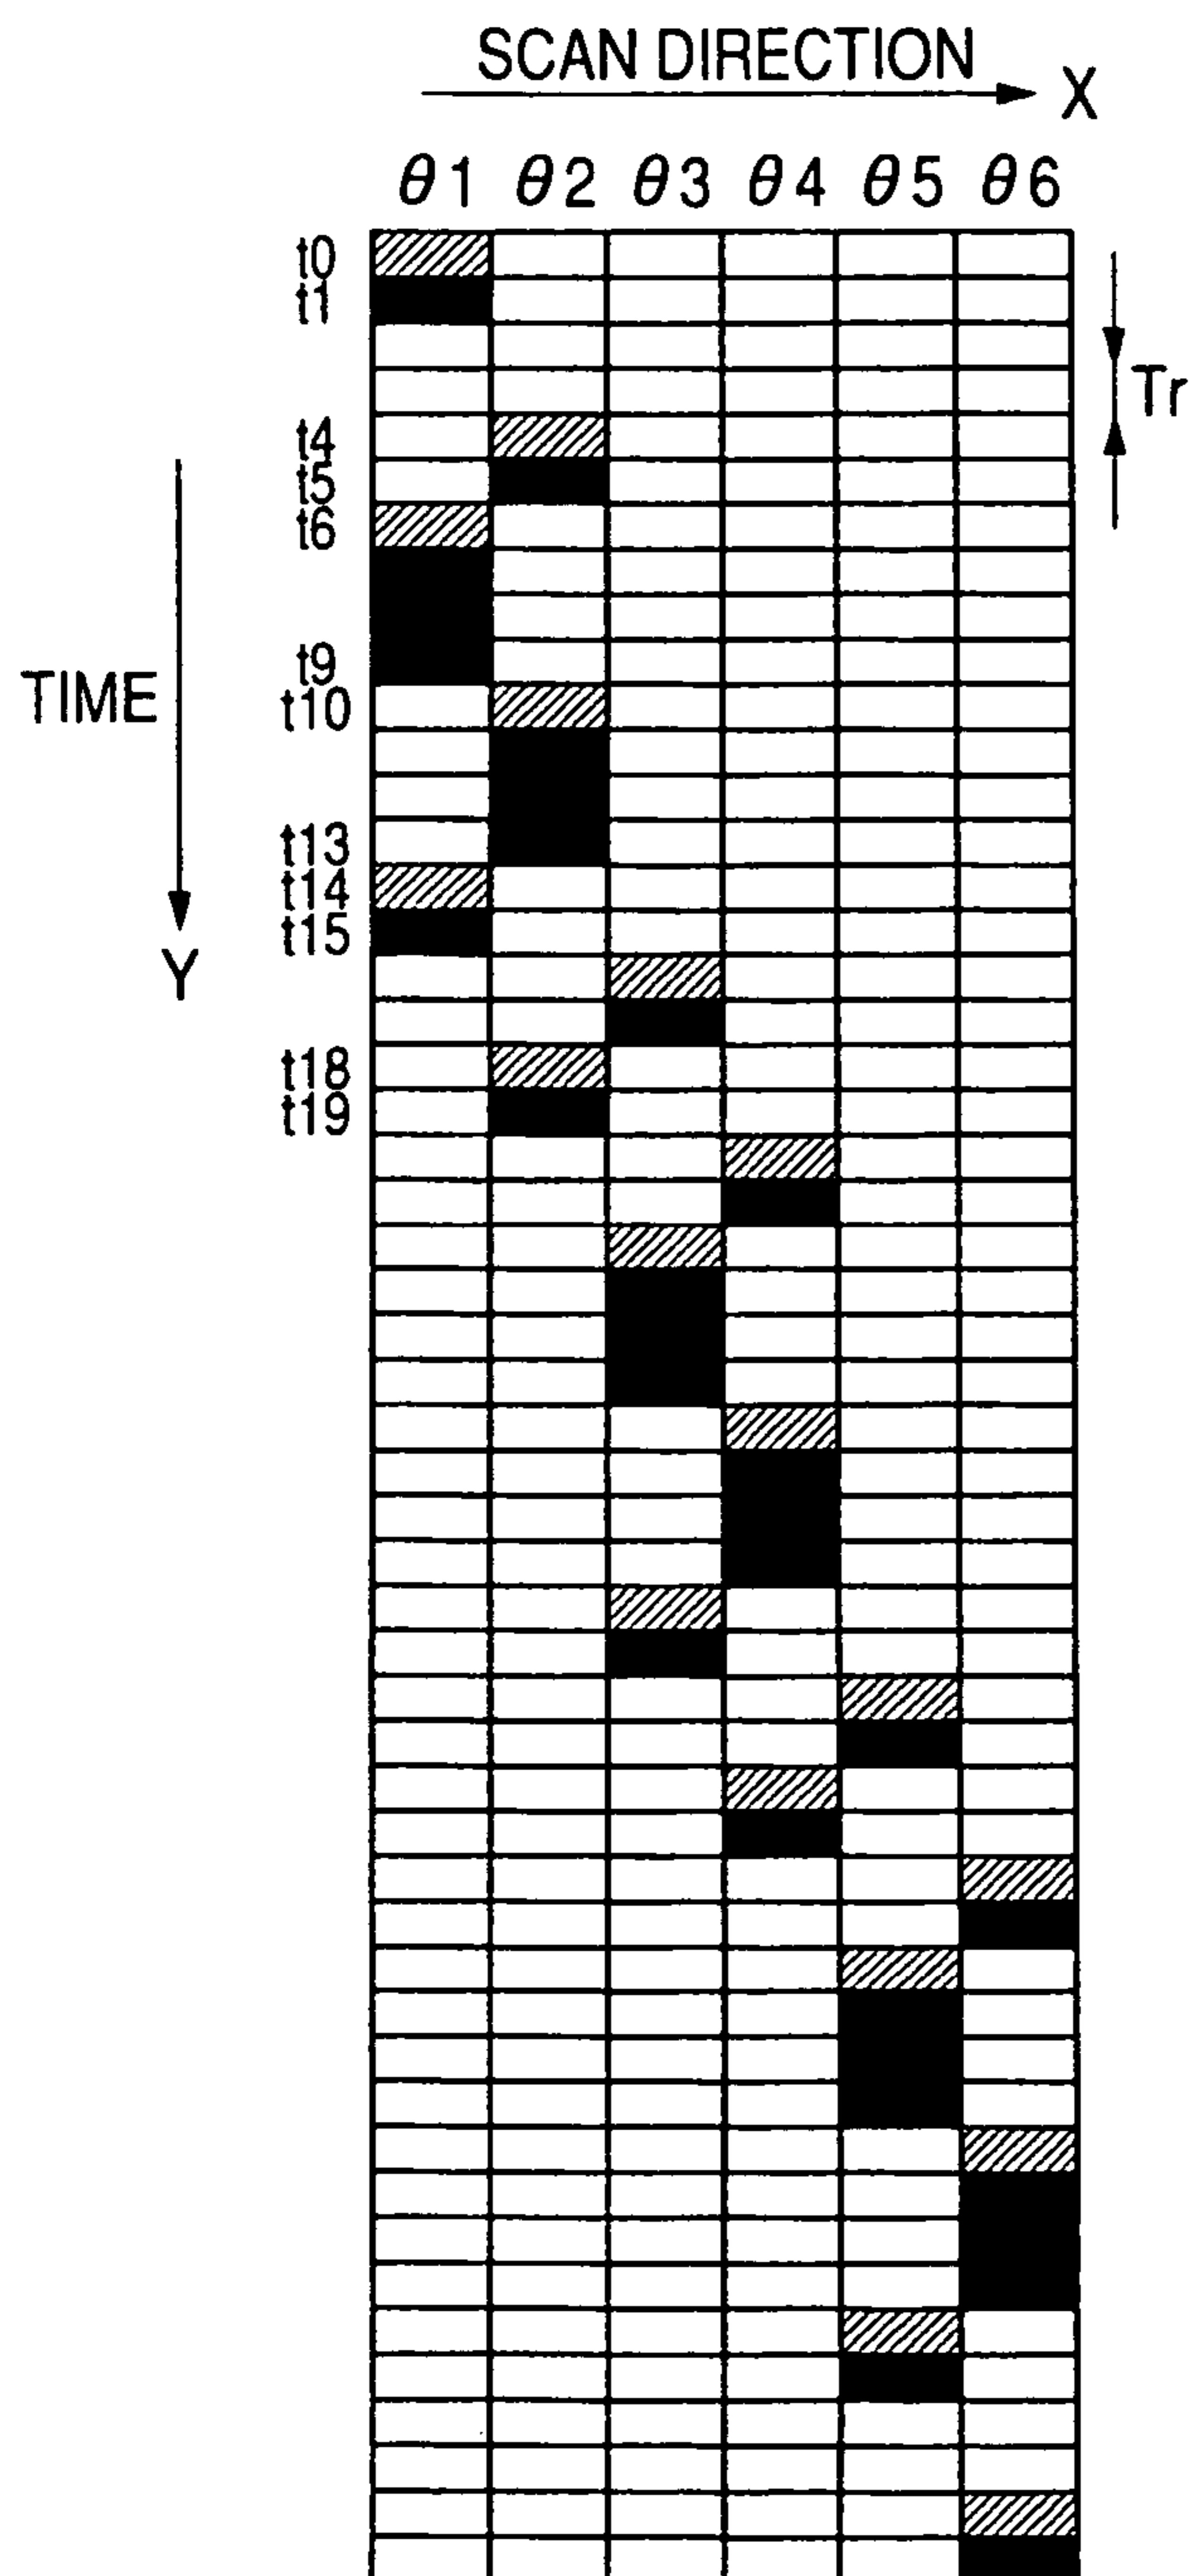 SCAN DIRECTION
X
θ1 θ2 θ3 θ4 θ5 θ6
t0
t1
Tr
t4
t5
t6
t9
TIME
t10
t13
t14
t15
Y
t18
t19